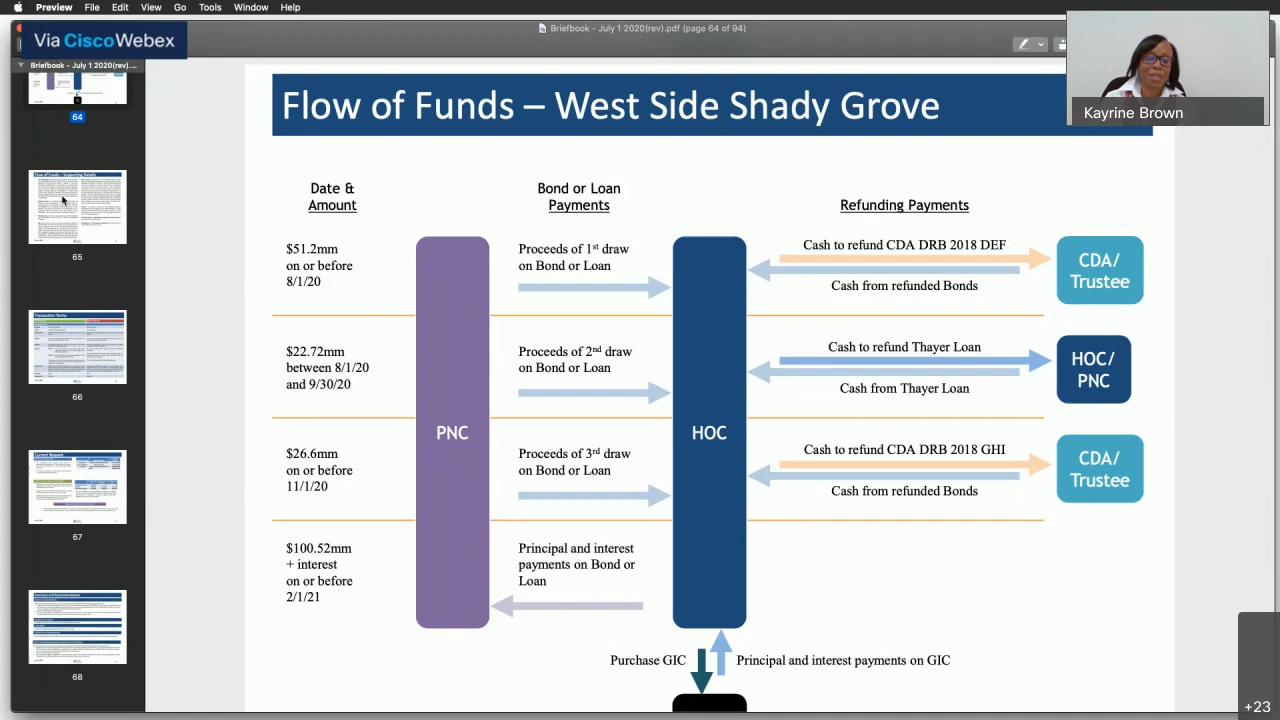 Preview File Edit View Go Tools Window Help
Via Cisco Webex
Briefbook - July 1 2020(rev).pdf (page 64 of 94)
Briefbook - July 1 2020(rev)....
64
65
Transaction Terms
66
Current Request
67
68
Kayrine Brown
Flow of Funds – West Side Shady Grove
Date &
Amount
Bond or Loan
Payments
Refunding Payments
$51.2mm
on or before
8/1/20
Proceeds of 1st draw
on Bond or Loan
Cash to refund CDA DRB 2018 DEF
Cash from refunded Bonds
CDA/
Trustee
$22.72mm
between 8/1/20
and 9/30/20
Proceeds of 2nd draw
on Bond or Loan
Cash to refund Thayer Loan
Cash from Thayer Loan
HOC/
PNC
PNC
HOC
$26.6mm
on or before
11/1/20
Proceeds of 3rd draw
on Bond or Loan
Cash to refund CDA DRB 2018 GHI
Cash from refunded Bonds
CDA/
Trustee
$100.52mm
+ interest
on or before
2/1/21
Principal and interest
payments on Bond or
Loan
Purchase GIC
Principal and interest payments on GIC
+23